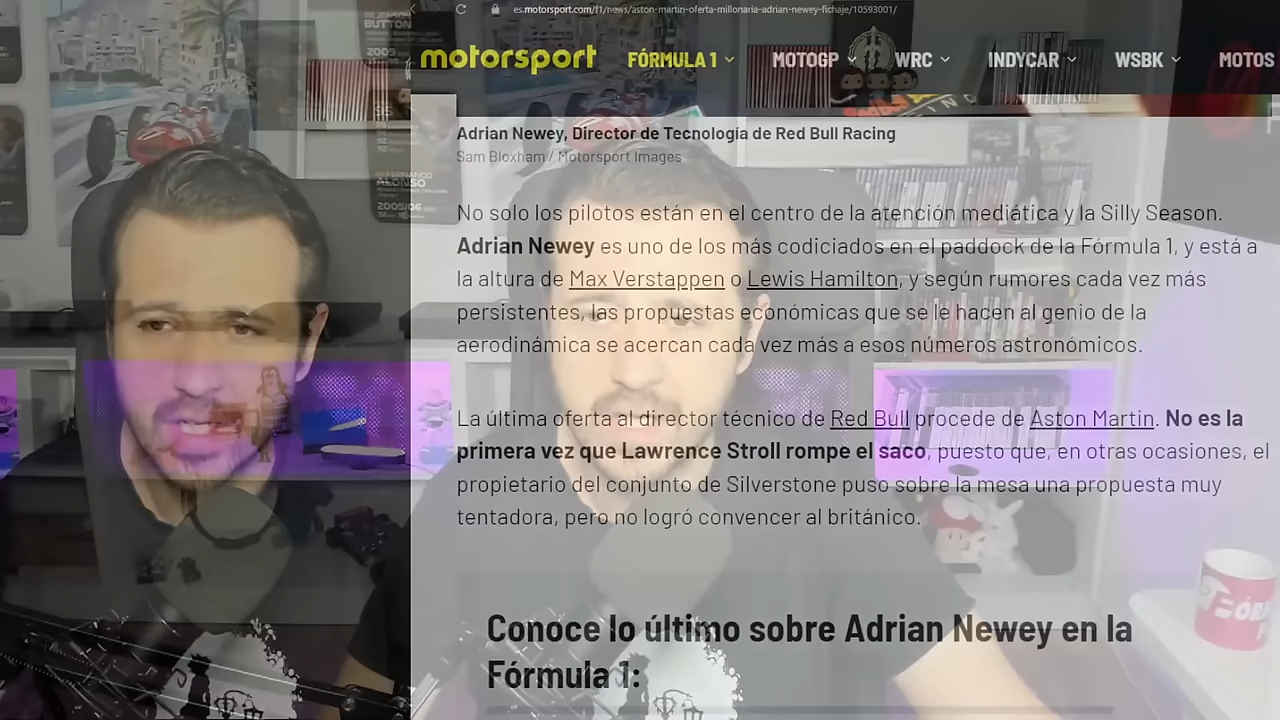 es.motorsport.com/f1/news/aston-martin-oferta-millonaria-adrian-newey-fichaje/10593001/
motorsport
FÓRMULA 1
MOTOGP
WRC
INDYCAR
WSBK
MOTOS
BUTTON
2009
ALONSO
2005/06
Adrian Newey, Director de Tecnología de Red Bull Racing
Sam Bloxham / Motorsport Images
No solo los pilotos están en el centro de la atención mediática y la Silly Season.
Adrian Newey es uno de los más codiciados en el paddock de la Fórmula 1, y está a
la altura de Max Verstappen o Lewis Hamilton, y según rumores cada vez más
persistentes, las propuestas económicas que se le hacen al genio de la
aerodinámica se acercan cada vez más a esos números astronómicos.
La última oferta al director técnico de Red Bull procede de Aston Martin. No es la
primera vez que Lawrence Stroll rompe el saco, puesto que, en otras ocasiones, el
propietario del conjunto de Silverstone puso sobre la mesa una propuesta muy
tentadora, pero no logró convencer al británico.
Conoce lo último sobre Adrian Newey en la
Fórmula 1: